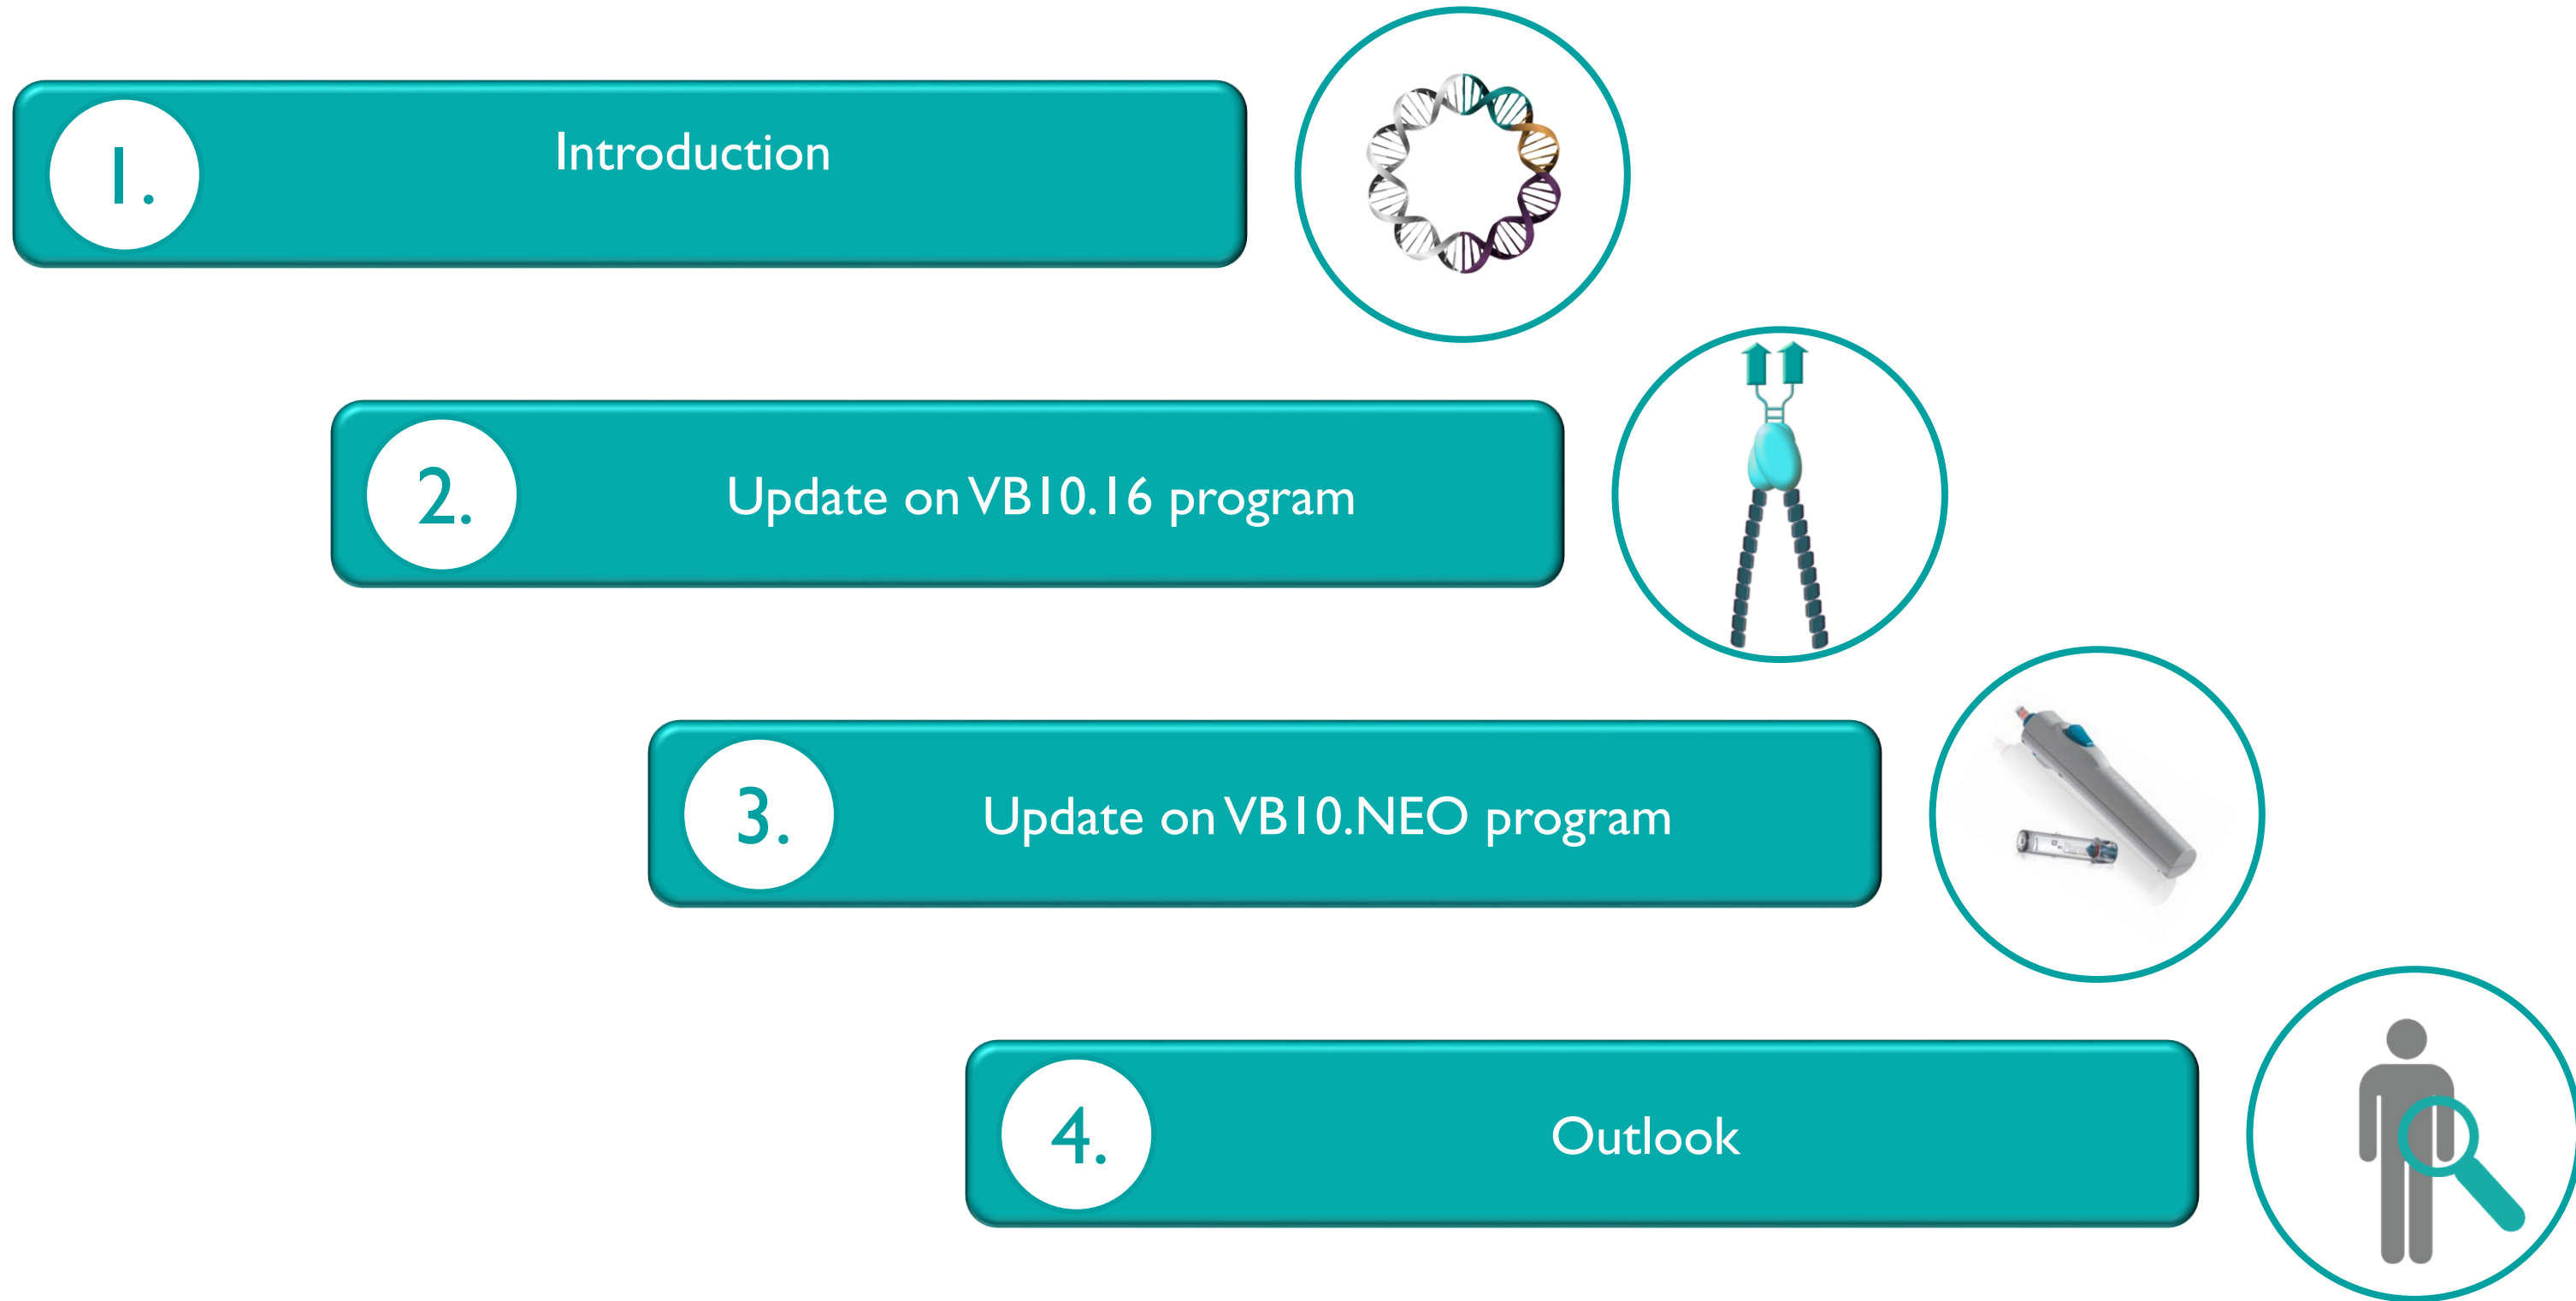 1.
Introduction
2.
Update on VB10.16 program
3.
Update on VB10.NEO program
4.
Outlook